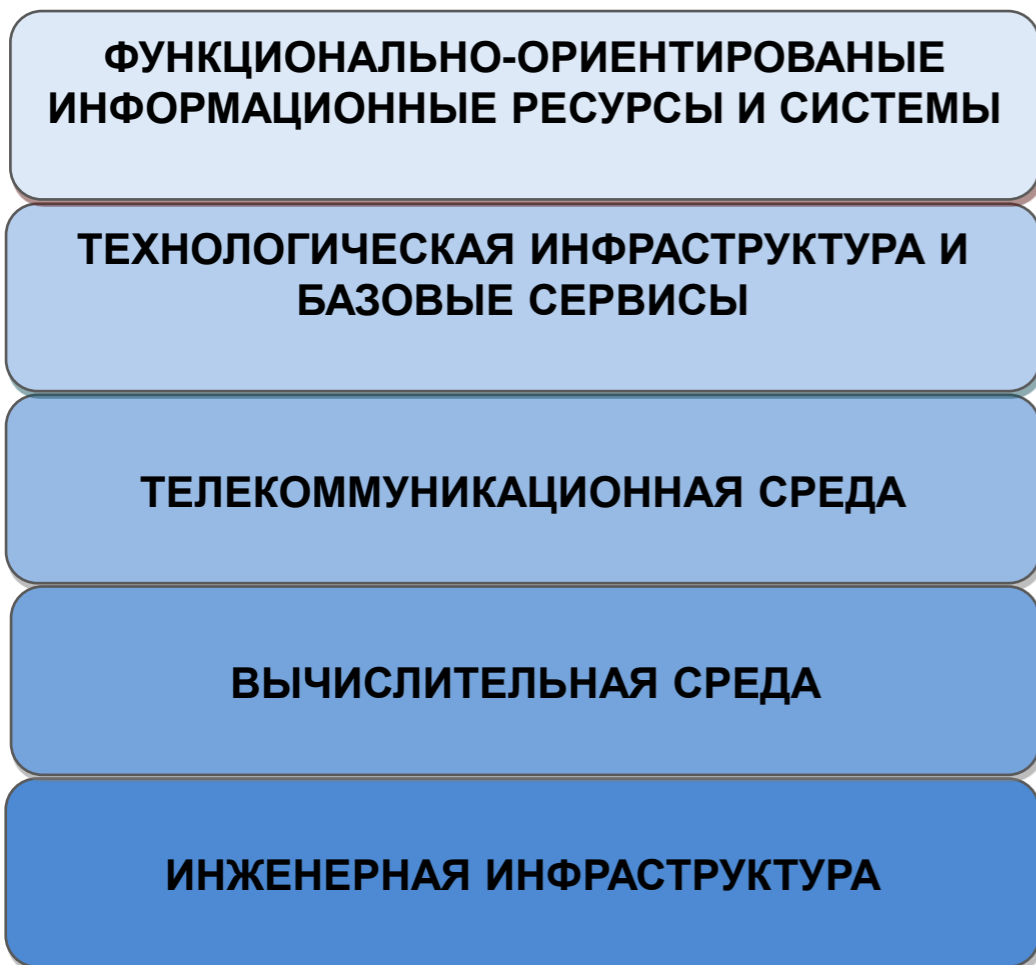 ФУНКЦИОНАЛЬНО-ОРИЕНТИРОВАНЫЕ
ИНФОРМАЦИОННЫЕ РЕСУРСЫ И СИСТЕМЫ
ТЕХНОЛОГИЧЕСКАЯ ИНФРАСТРУКТУРА И
БАЗОВЫЕ СЕРВИСЫ
ТЕЛЕКОММУНИКАЦИОННАЯ СРЕДА
ВЫЧИСЛИТЕЛЬНАЯ СРЕДА
ИНЖЕНЕРНАЯ ИНФРАСТРУКТУРА